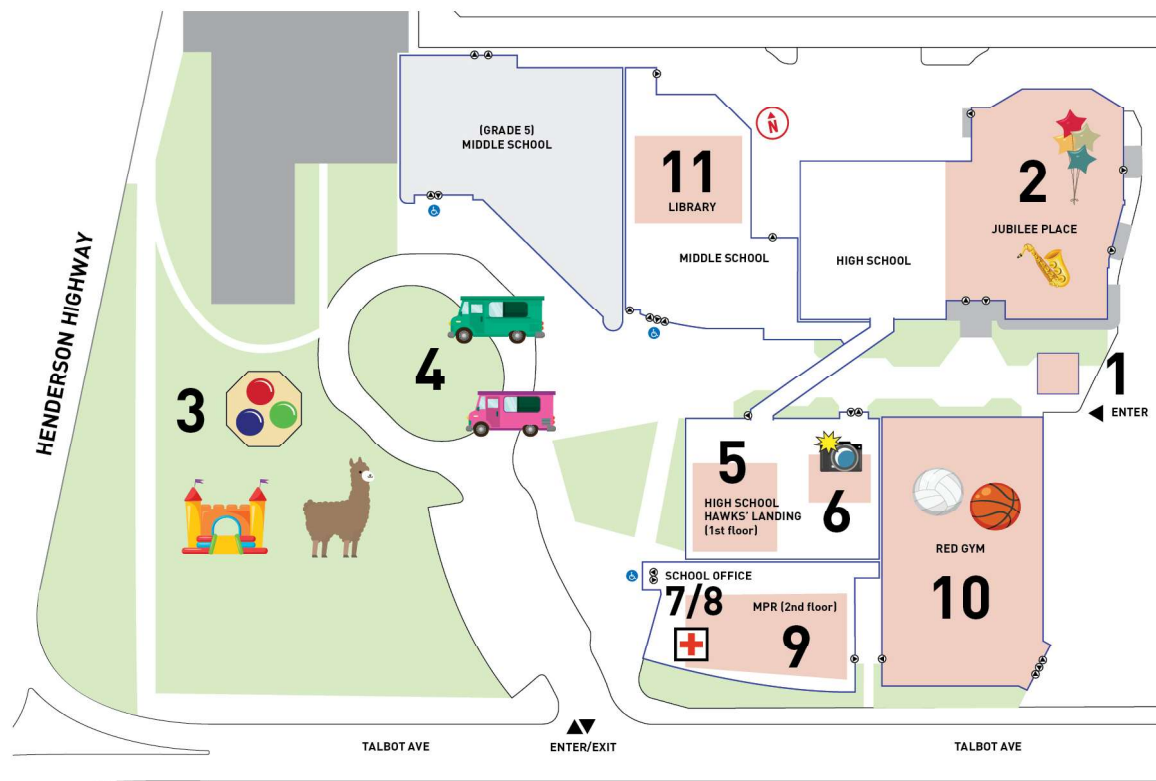 (GRADE 5)
MIDDLE SCHOOL
N
11
LIBRARY
2
JUBILEE PLACE
MIDDLE SCHOOL
HIGH SCHOOL
HENDERSON HIGHWAY
4
3
1
ENTER
5
HIGH SCHOOL
HAWKS' LANDING
(1st floor)
6
RED GYM
10
SCHOOL OFFICE
7/8
MPR (2nd floor)
9
TALBOT AVE
ENTER/EXIT
TALBOT AVE